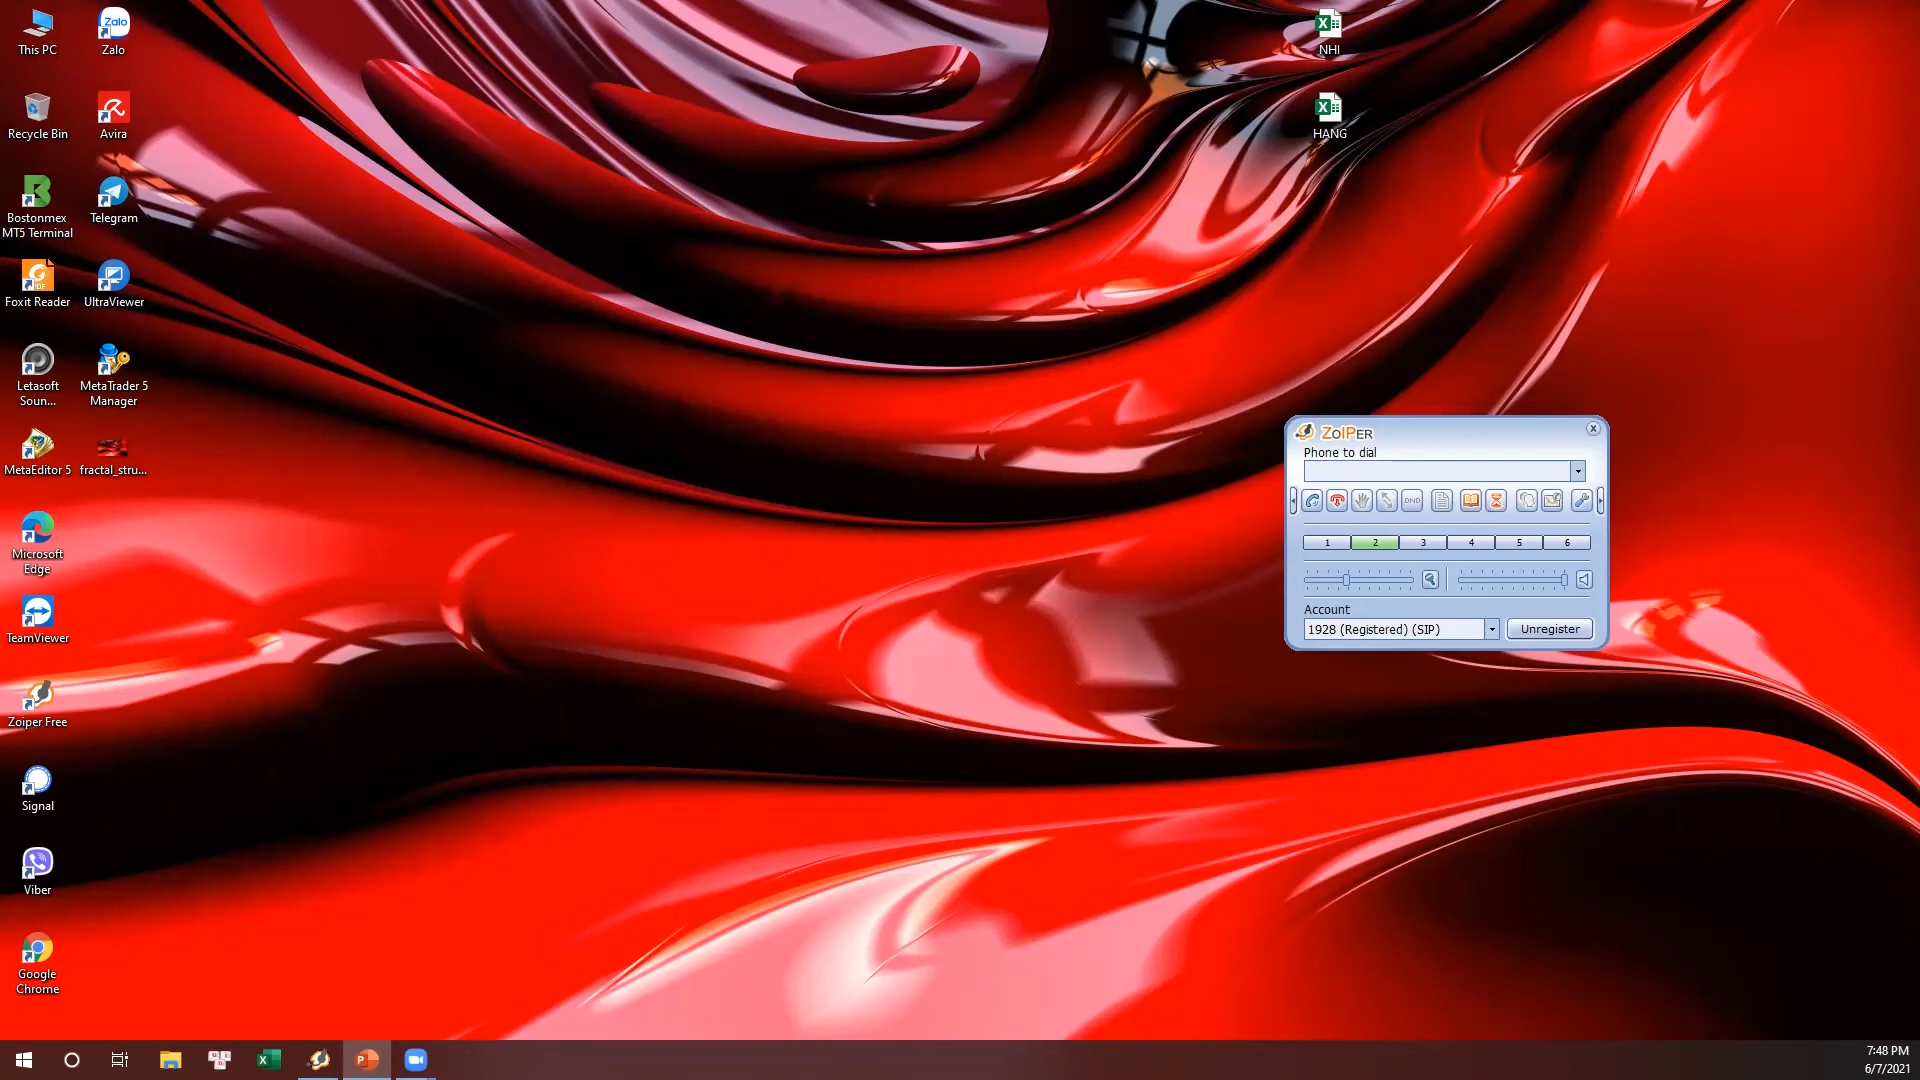 This PC
Zalo
Zalo
Recycle Bin
Avira
Bostonmex
MT5 Terminal
Telegram
Foxit Reader
UltraViewer
Letasoft
Soun...
MetaTrader 5
Manager
MetaEditor 5
fractal_stru...
Microsoft
Edge
TeamViewer
Zoiper Free
Signal
Viber
Google
Chrome
NHI
HANG
ZOIPER
Phone to dial
DND
1 2 3 4 5 6
Account
1928 (Registered) (SIP)
Unregister
7:48 PM
6/7/2021